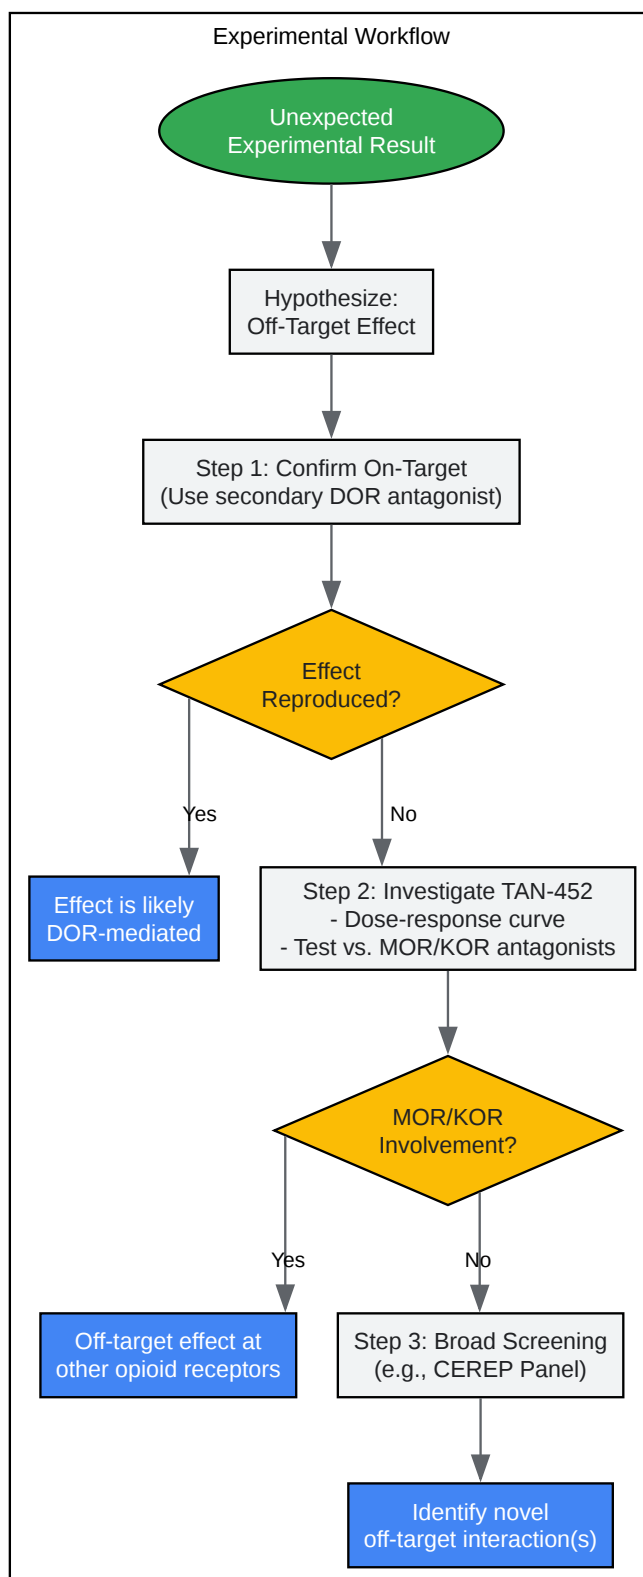 Experimental Workflow
Unexpected
Experimental Result
Hypothesize:
Off-Target Effect
Step 1: Confirm On-Target
(Use secondary DOR antagonist)
Effect
Reproduced?
Yes
No
Effect is likely
DOR-mediated
Step 2: Investigate TAN-452
- Dose-response curve
- Test vs. MOR/KOR antagonists
MOR/KOR
Involvement?
Yes
No
Off-target effect at
other opioid receptors
Step 3: Broad Screening
(e.g., CEREP Panel)
Identify novel
off-target interaction(s)